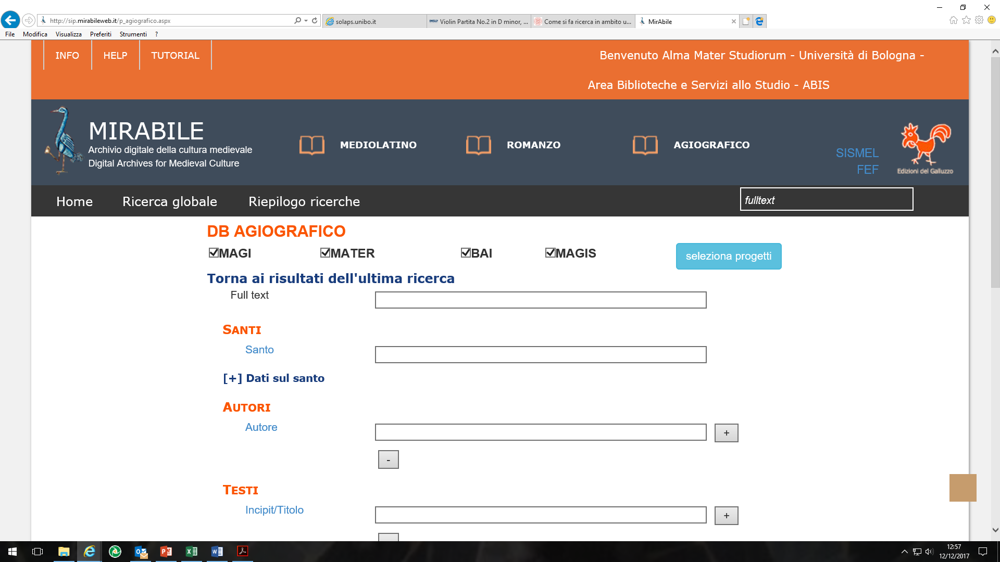 http://sip.mirabileweb.it/p_agiografico.aspx
solaps.unibo.it
IMSLP Violin Partita No.2 in D minor, ...
Come si fa ricerca in ambito u...
MirAbile
File Modifica Visualizza Preferiti Strumenti ?
INFO HELP TUTORIAL
Benvenuto Alma Mater Studiorum - Università di Bologna -
Area Biblioteche e Servizi allo Studio - ABIS
MIRABILE
Archivio digitale della cultura medievale
Digital Archives for Medieval Culture
MEDIOLATINO
ROMANZO
AGIOGRAFICO
SISMEL
FEF
Edizioni del Galluzzo
Home Ricerca globale Riepilogo ricerche
fulltext
DB AGIOGRAFICO
MAGI MATER BAI MAGIS
seleziona progetti
Torna ai risultati dell'ultima ricerca
Full text
SANTI
Santo
[+] Dati sul santo
AUTORI
Autore
+
-
TESTI
Incipit/Titolo
+
12:57
12/12/2017